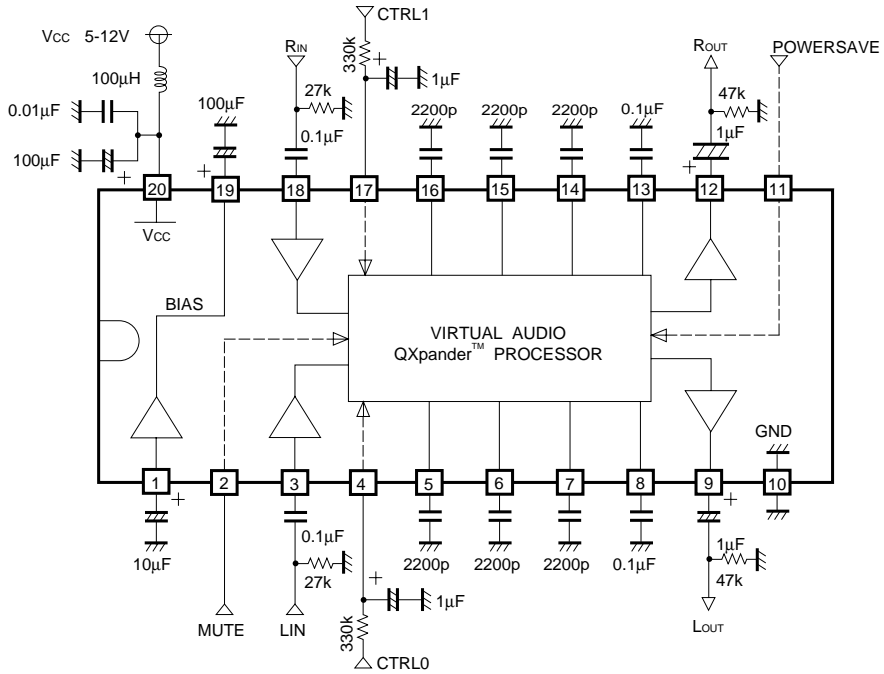 CTRL1
Vcc 5-12V
RIN
ROUT
POWERSAVE
330k
+
1µF
100µH
27k
47k
0.01µF
100µF
2200p
2200p
2200p
0.1µF
0.1µF
1µF
100µF
+
+
+
20
19
18
17
16
15
14
13
12
11
Vcc
BIAS
VIRTUAL AUDIO
QXpander™ PROCESSOR
GND
1
2
3
4
5
6
7
8
9
10
+
+
10µF
0.1µF
27k
+
1µF
2200p
2200p
2200p
0.1µF
1µF
47k
330k
MUTE
LIN
CTRL0
LOUT